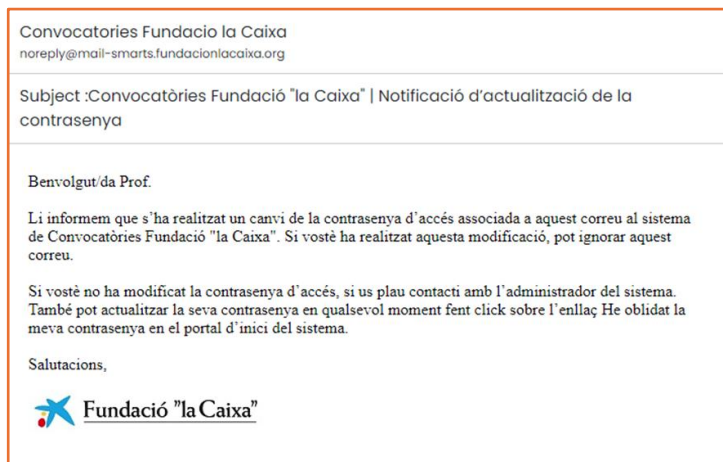 Convocatories Fundacio la Caixa
noreply@mail-smarts.fundacionlacaixa.org
Subject :Convocatòries Fundació "la Caixa" | Notificació d'actualització de la
contrasenya
Benvolgut/da Prof.
Li informem que s'ha realitzat un canvi de la contrasenya d'accés associada a aquest correu al sistema
de Convocatòries Fundació "la Caixa". Si vostè ha realitzat aquesta modificació, pot ignorar aquest
correu.
Si vostè no ha modificat la contrasenya d'accés, si us plau contacti amb l'administrador del sistema.
També pot actualitzar la seva contrasenya en qualsevol moment fent click sobre l'enllaç He oblidat la
meva contrasenya en el portal d'inici del sistema.
Salutacions,
Fundació "la Caixa"